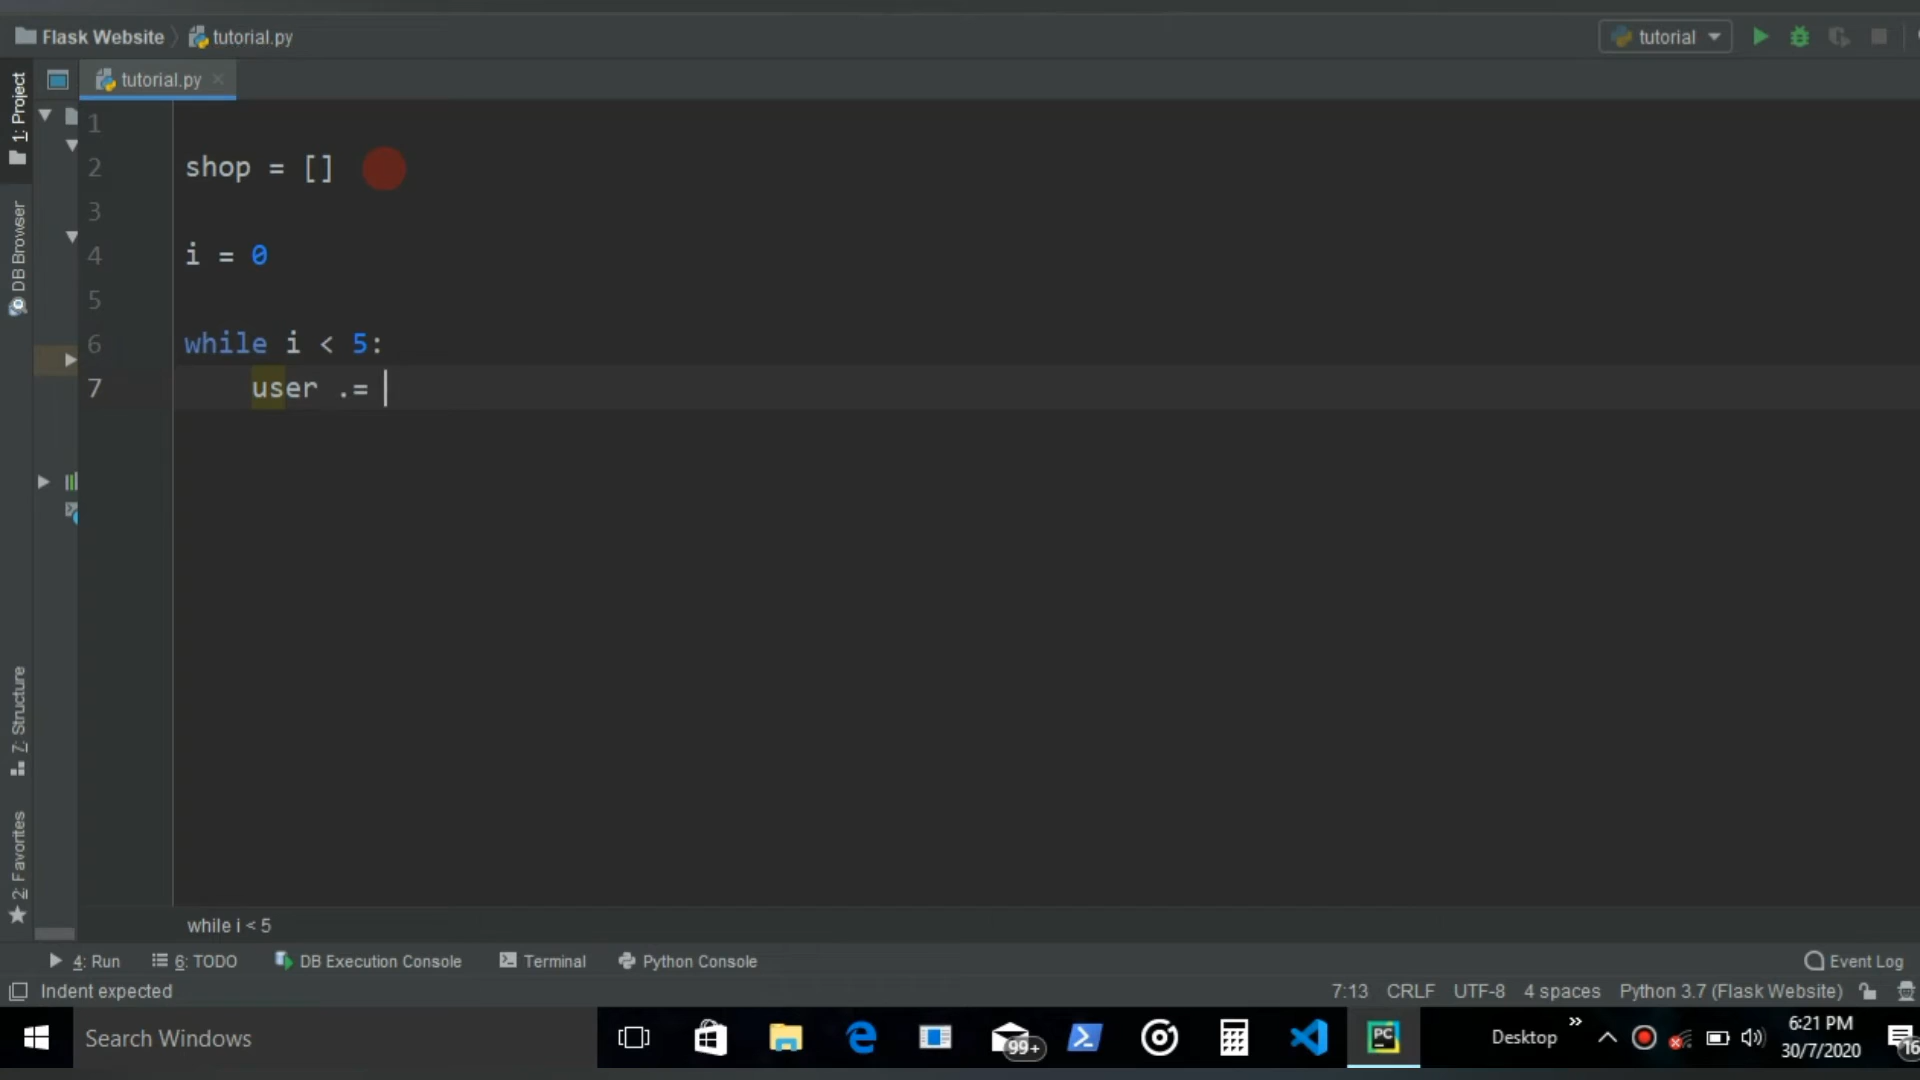 Flask Website tutorial.py
tutorial
tutorial.py
1: Project
DB Browser
7: Structure
2: Favorites
1
2 shop = []
3
4 i = 0
5
6 while i < 5:
7 user .=
while i < 5
4: Run 6: TODO DB Execution Console Terminal Python Console Event Log
Indent expected 7:13 CRLF UTF-8 4 spaces Python 3.7 (Flask Website)
Search Windows 99+ PC Desktop » 6:21 PM
30/7/2020 16